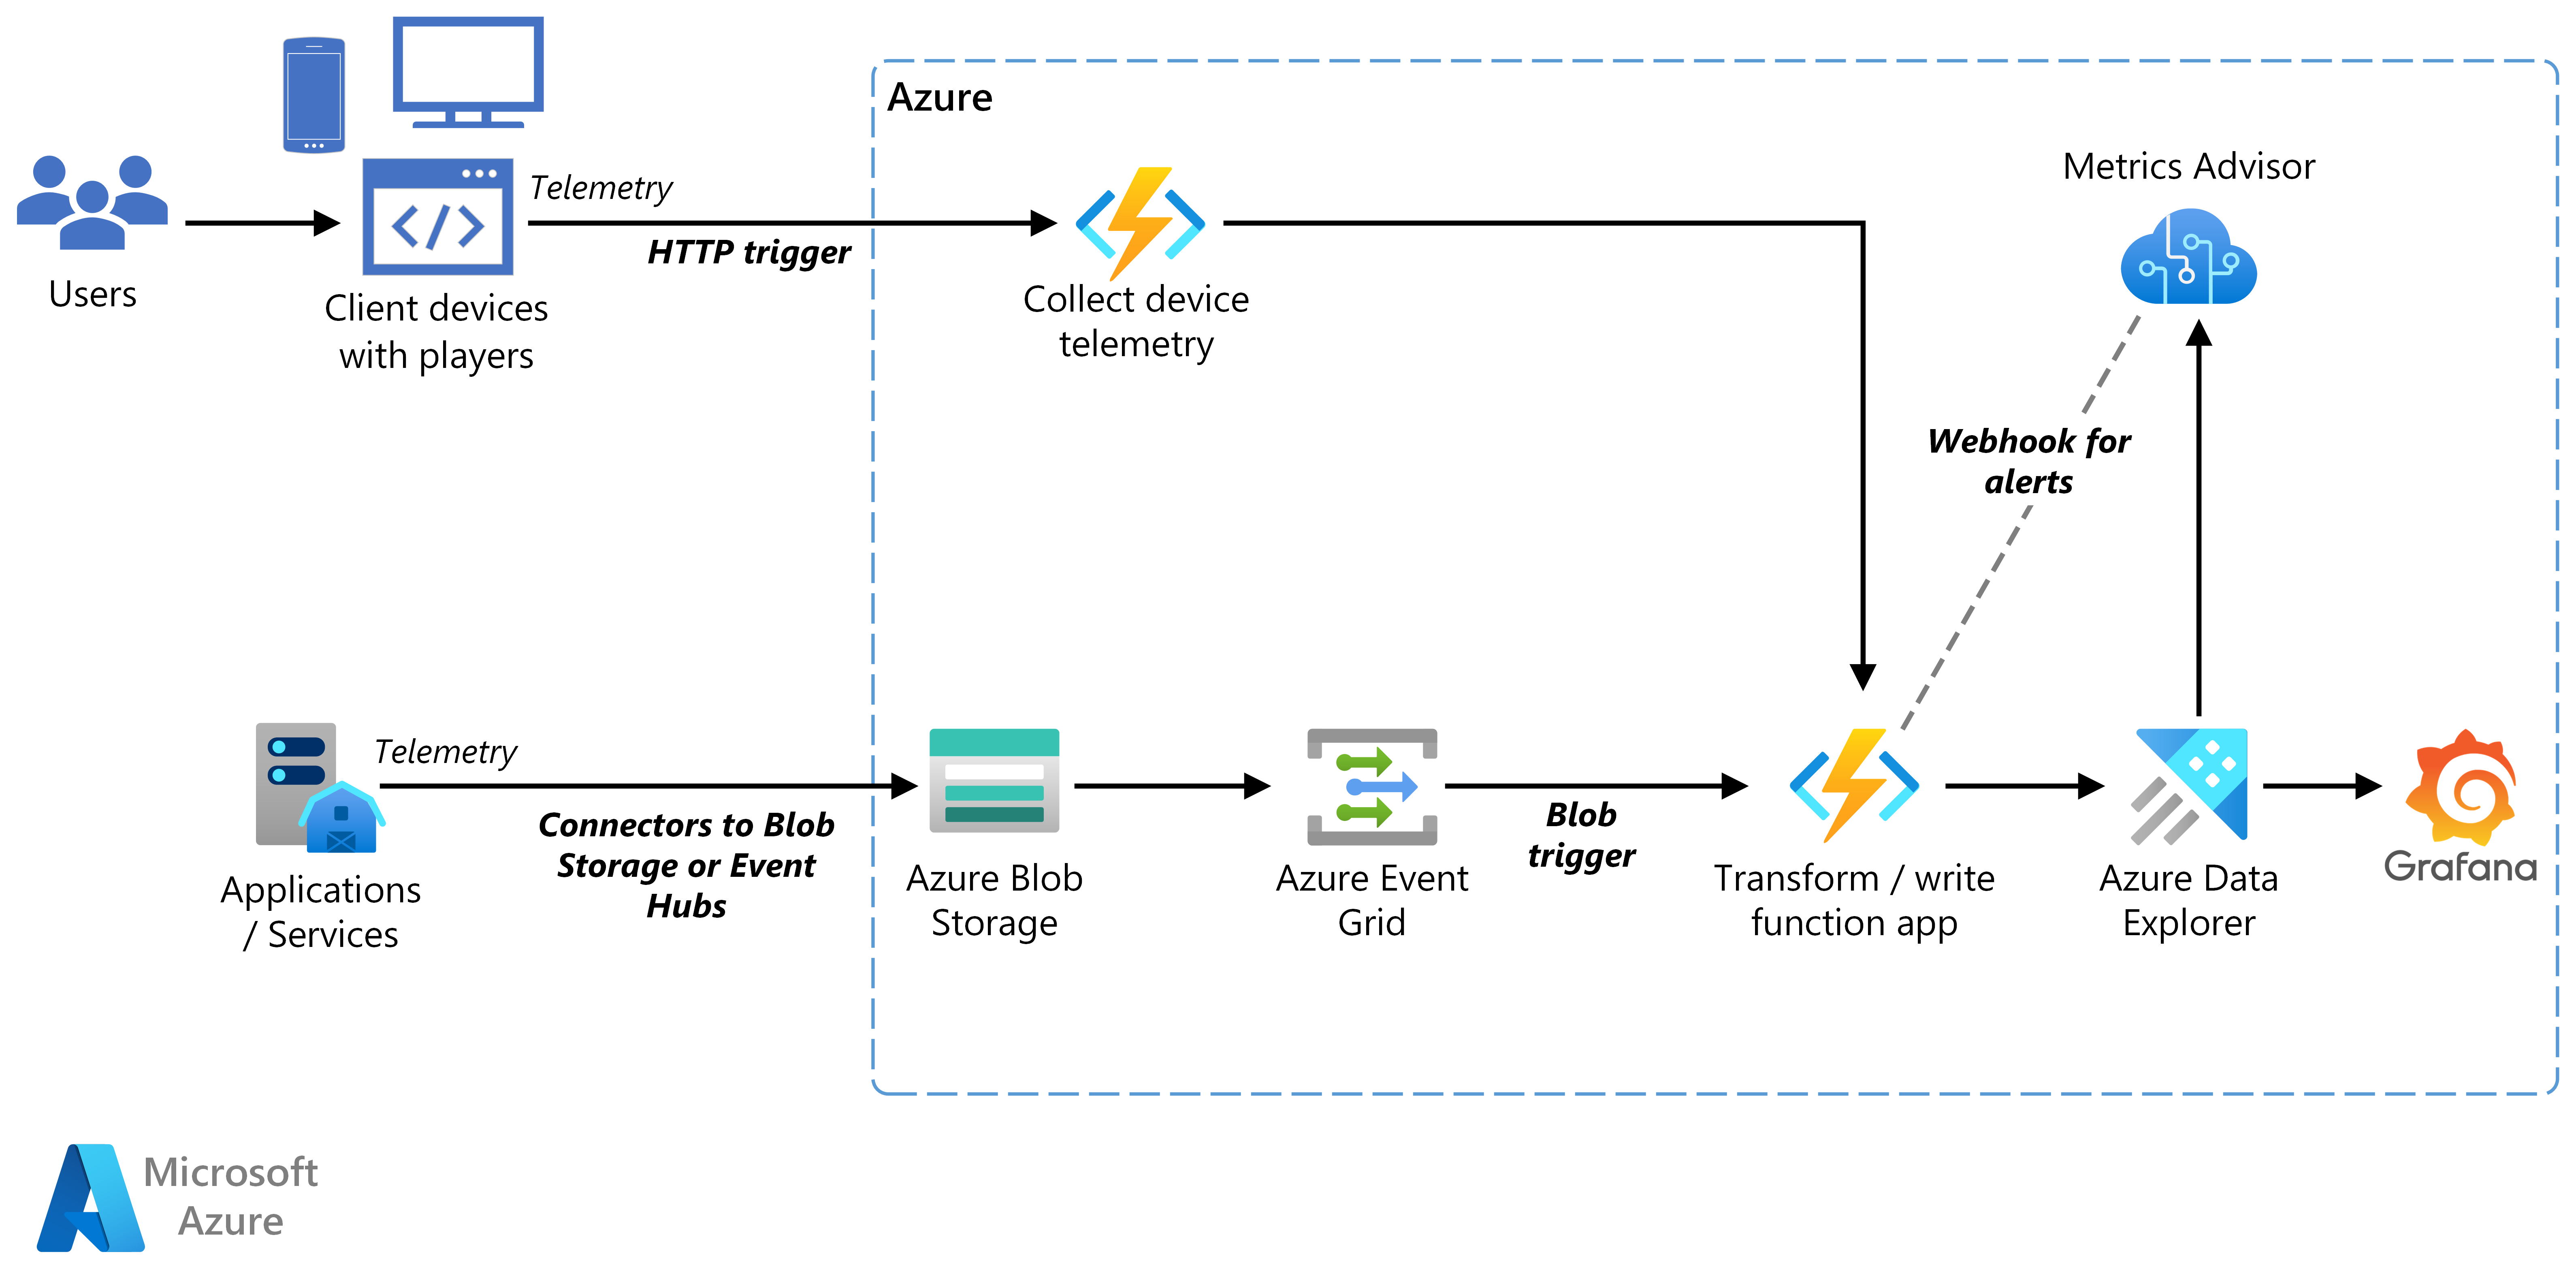 Azure
Users
Client devices
with players
Telemetry
HTTP trigger
Collect device
telemetry
Metrics Advisor
Webhook for
alerts
Applications
/ Services
Telemetry
Connectors to Blob
Storage or Event
Hubs
Azure Blob
Storage
Azure Event
Grid
Blob
trigger
Transform / write
function app
Azure Data
Explorer
Grafana
Microsoft
Azure